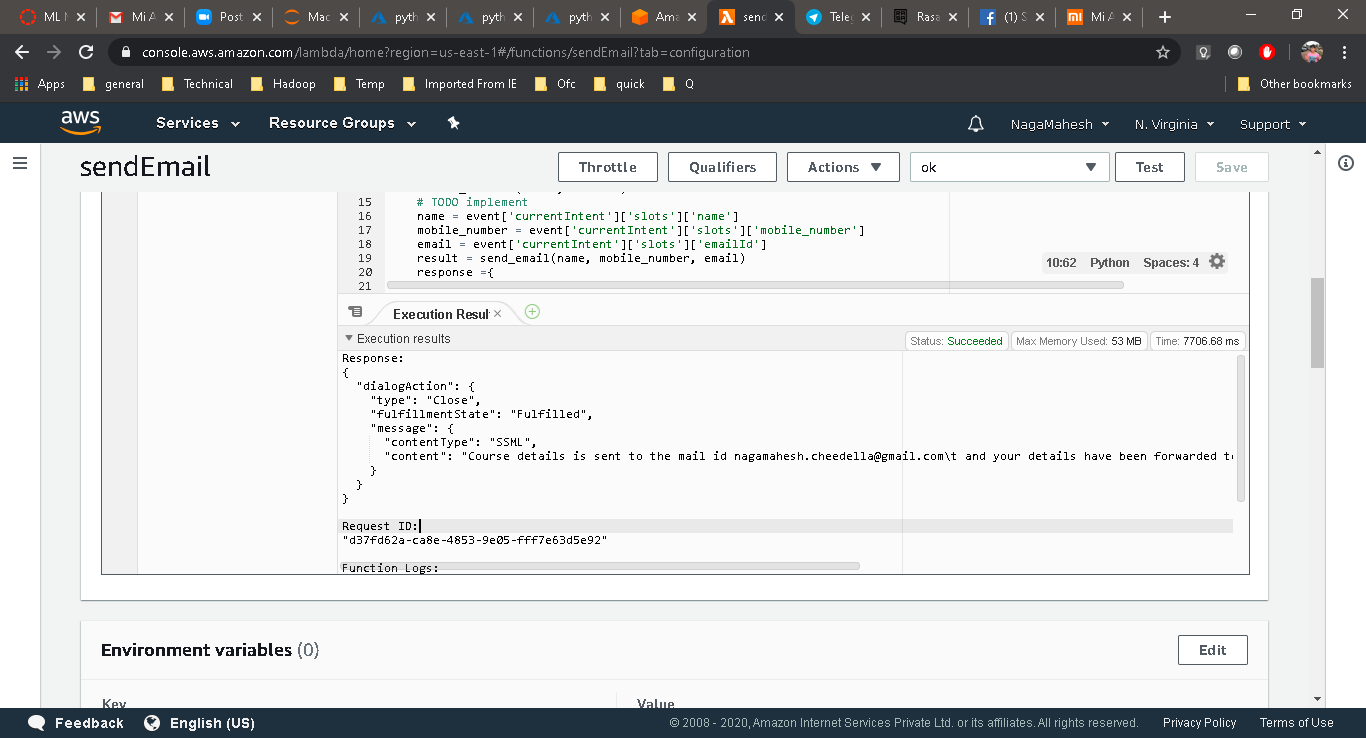 ML M
Mi A
Post
Mac
pyth
pyth
pyth
Ama
send
Teleg
Rasa
(1) S
Mi A
console.aws.amazon.com/lambda/home?region=us-east-1#/functions/sendEmail?tab=configuration
Apps general Technical Hadoop Temp Imported From IE Ofc quick Q Other bookmarks
aws Services Resource Groups NagaMahesh N. Virginia Support
sendEmail Throttle Qualifiers Actions ok Test Save
15 # TODO implement
16 name = event['currentIntent']['slots']['name']
17 mobile_number = event['currentIntent']['slots']['mobile_number']
18 email = event['currentIntent']['slots']['emailId']
19 result = send_email(name, mobile_number, email)
20 response ={
21
10:62 Python Spaces: 4
Execution Resul
Execution results
Status: Succeeded Max Memory Used: 53 MB Time: 7706.68 ms
Response:
{
"dialogAction": {
"type": "Close",
"fulfillmentState": "Fulfilled",
"message": {
"contentType": "SSML",
"content": "Course details is sent to the mail id nagamahesh.cheedella@gmail.com\t and your details have been forwarded t
}
}
}
Request ID:
"d37fd62a-ca8e-4853-9e05-fff7e63d5e92"
Function Logs:
Environment variables (0) Edit
Key Value
Feedback English (US) © 2008 - 2020, Amazon Internet Services Private Ltd. or its affiliates. All rights reserved. Privacy Policy Terms of Use